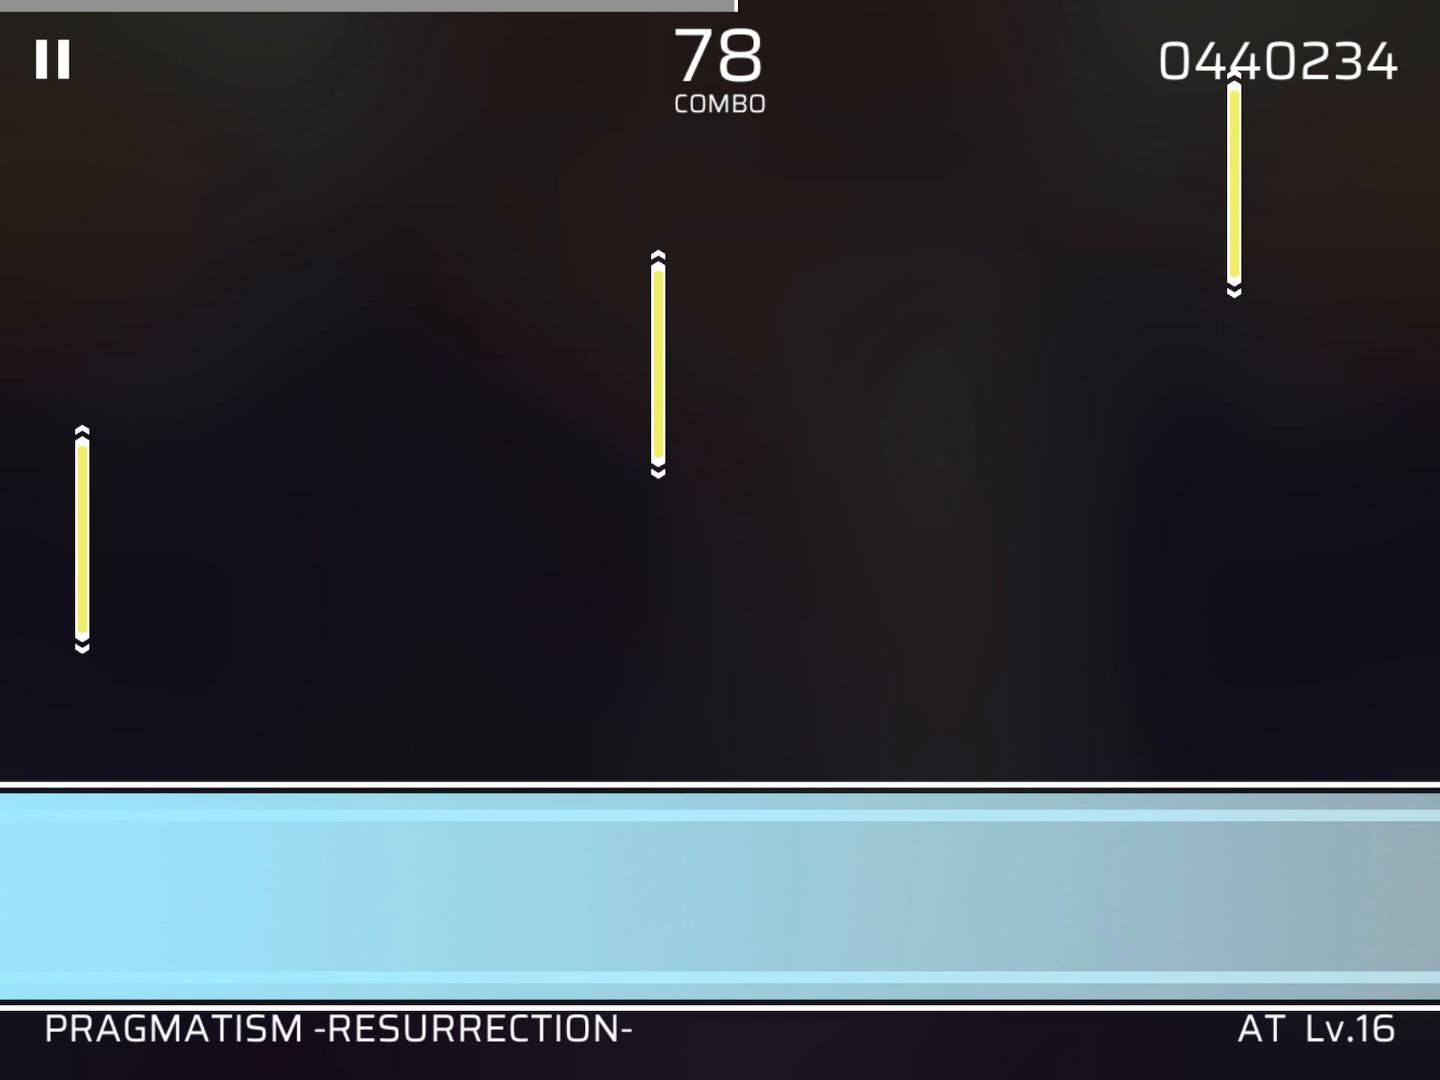 78
COMBO
0440234
PRAGMATISM -RESURRECTION-
AT Lv.16